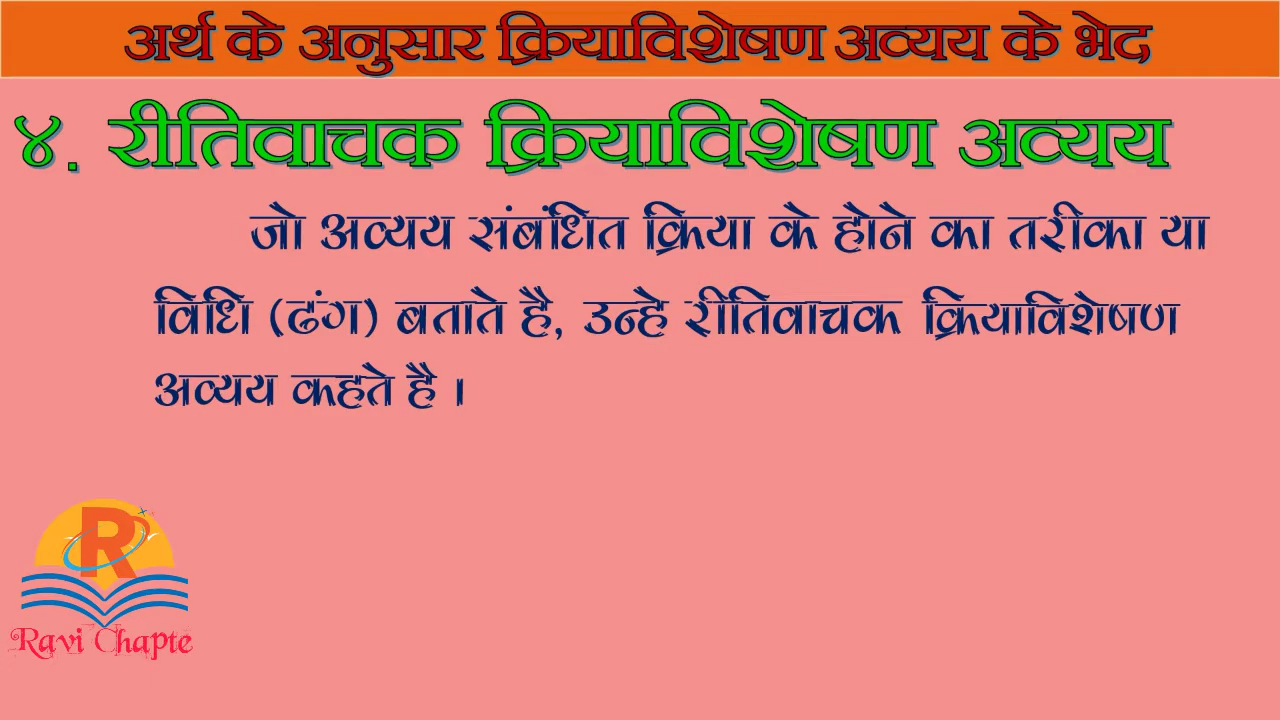 अर्थ के अनुसार क्रियाविशेषण अव्यय के भेद
४. रीतिवाचक क्रियाविशेषण अव्यय
जो अव्यय संबंधित क्रिया के होने का तरीका या
विधि (ढंग) बताते है, उन्हे रीतिवाचक क्रियाविशेषण
अव्यय कहते है ।
R
Ravi Chapte